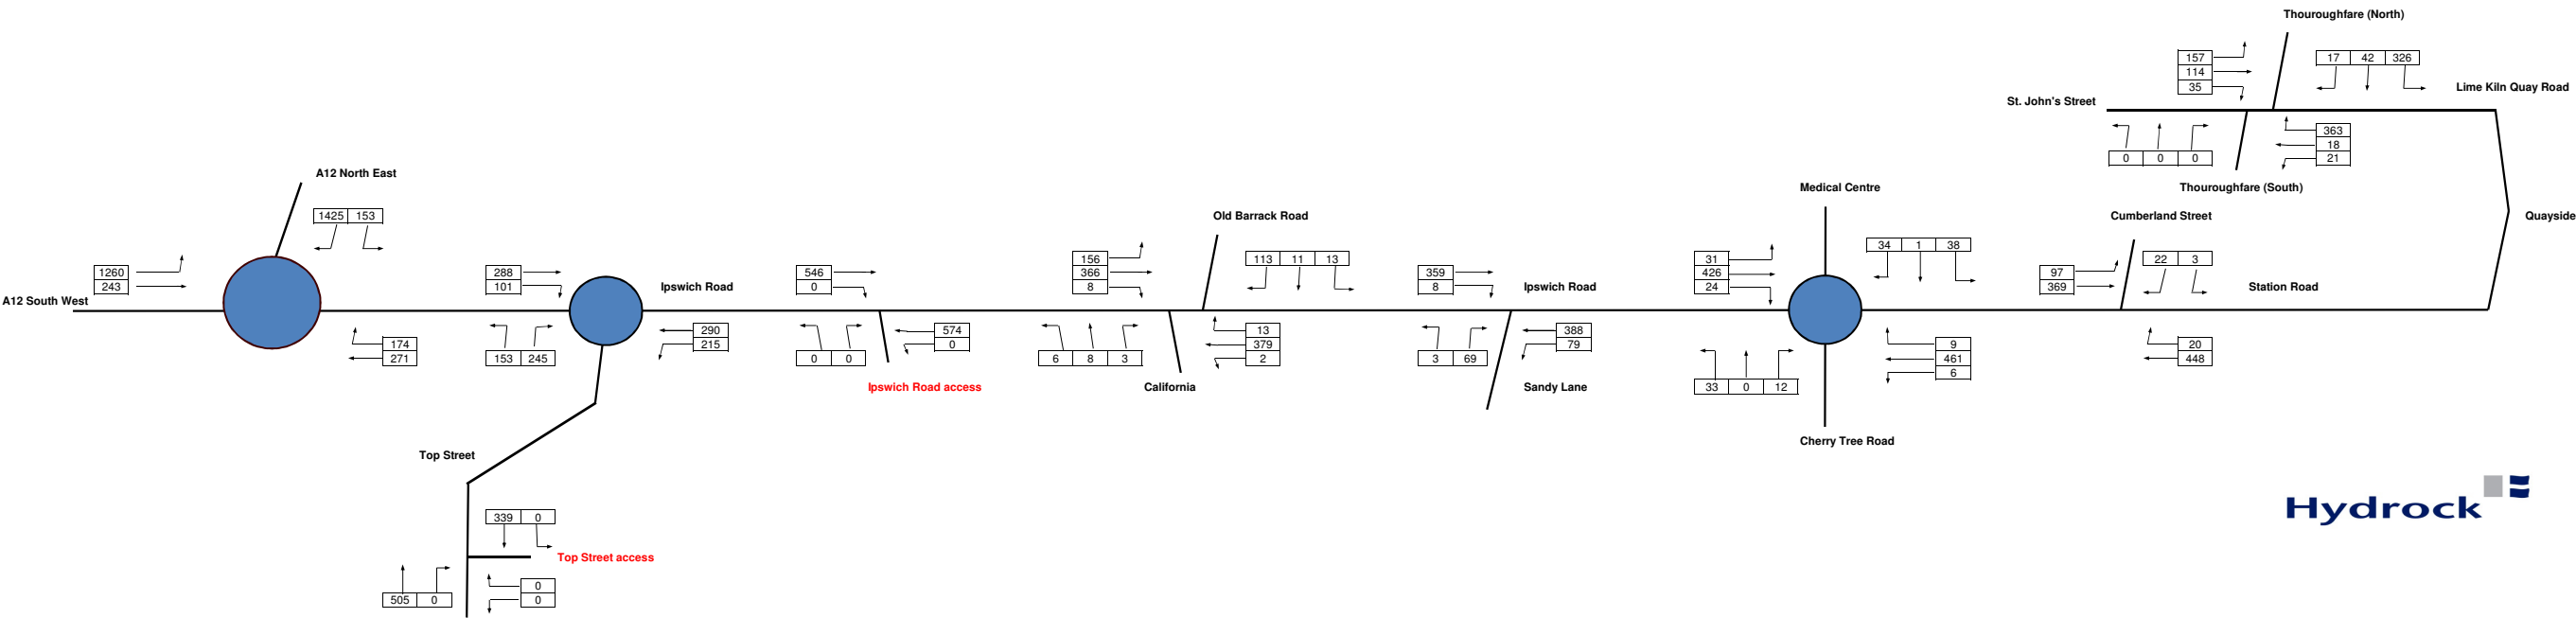 Thouroughfare (North)
157
114
35
17 42 326
Lime Kiln Quay Road
St. John's Street
363
18
21
0 0 0
Thouroughfare (South)
A12 North East
1425 153
1260
243
A12 South West
174
271
288
101
153 245
Ipswich Road
290
215
546
0
0 0
574
0
Ipswich Road access
Old Barrack Road
156
366
8
113 11 13
6 8 3
13
379
2
California
359
8
Ipswich Road
3 69
388
79
Sandy Lane
Medical Centre
31
426
24
34 1 38
33 0 12
9
461
6
Cherry Tree Road
Cumberland Street
97
369
22 3
Station Road
20
448
Quayside
Top Street
339 0
Top Street access
505 0
0
0
Hydrock